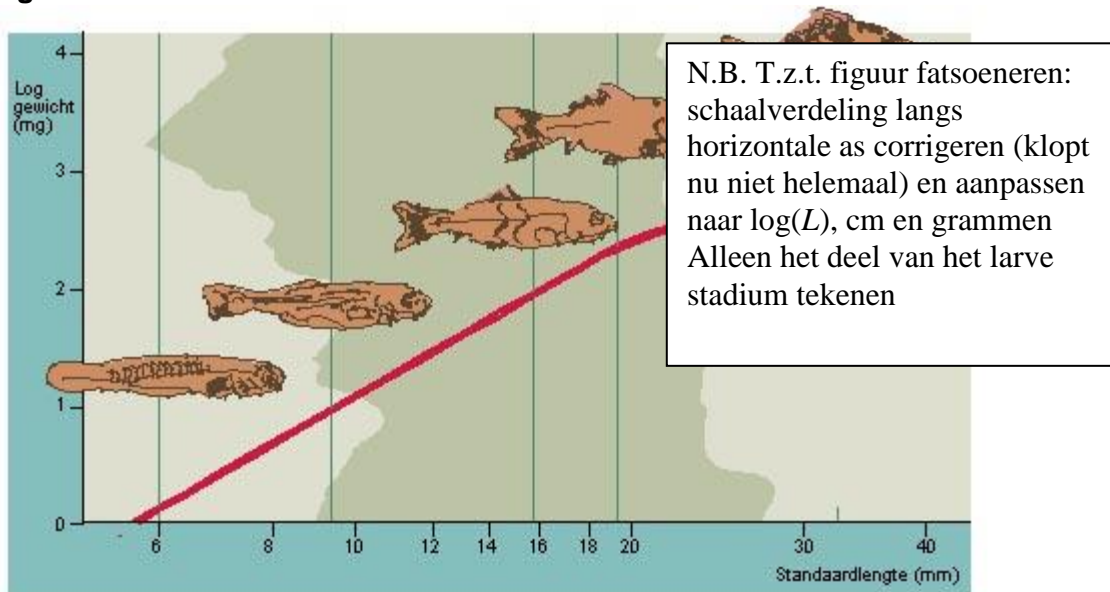 4
Log
gewicht
(mg)
3
2
1
0
6 8 10 12 14 16 18 20 30 40
Standaardlengte (mm)
N.B. T.z.t. figuur fatsoeneren:
schaalverdeling langs
horizontale as corrigeren (klopt
nu niet helemaal) en aanpassen
naar log(L), cm en grammen
Alleen het deel van het larve
stadium tekenen